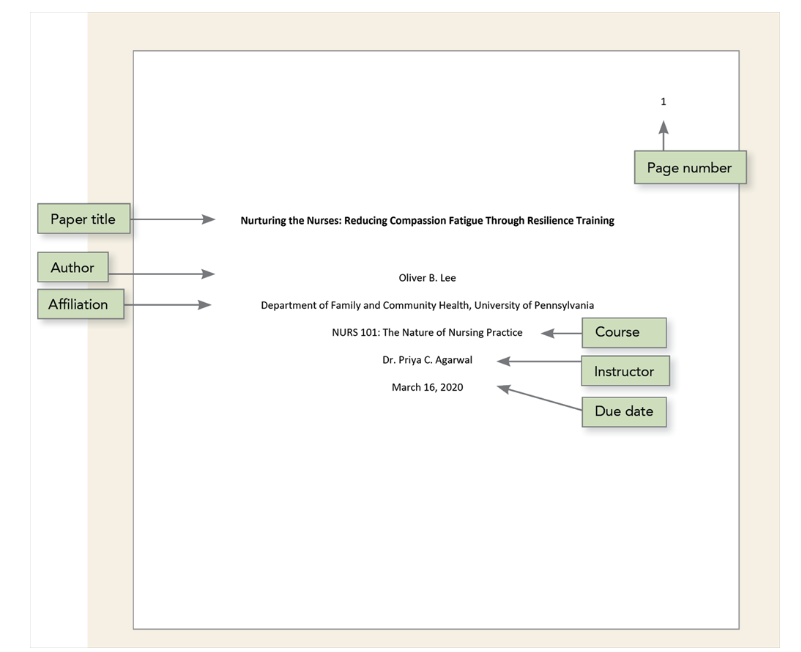 1
Page number
Paper title
Nurturing the Nurses: Reducing Compassion Fatigue Through Resilience Training
Author
Oliver B. Lee
Affiliation
Department of Family and Community Health, University of Pennsylvania
NURS 101: The Nature of Nursing Practice
Course
Dr. Priya C. Agarwal
Instructor
March 16, 2020
Due date